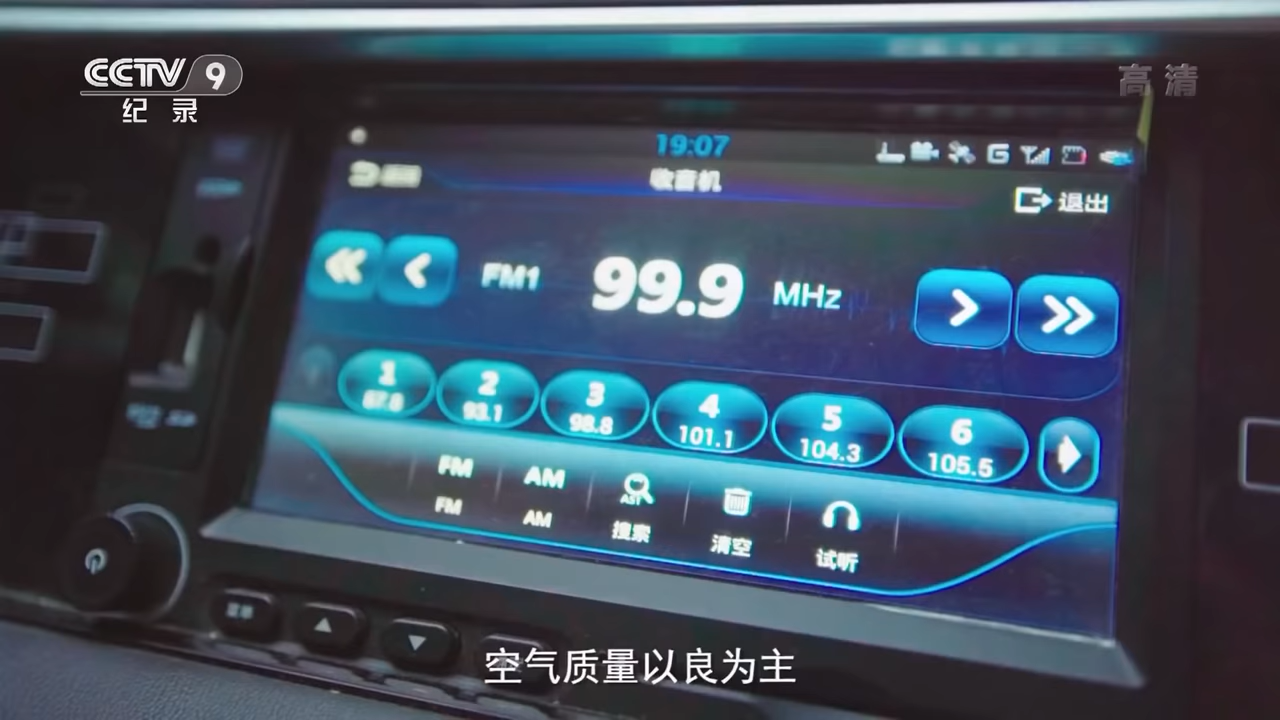 CCTV 9
纪录
高清
19:07
收音机
退出
FM1 99.9 MHz
1 2 3 4 5 6
87.8 93.1 98.8 101.1 104.3 105.5
FM AM AST
FM AM 搜索 清空 试听
空气质量以良为主